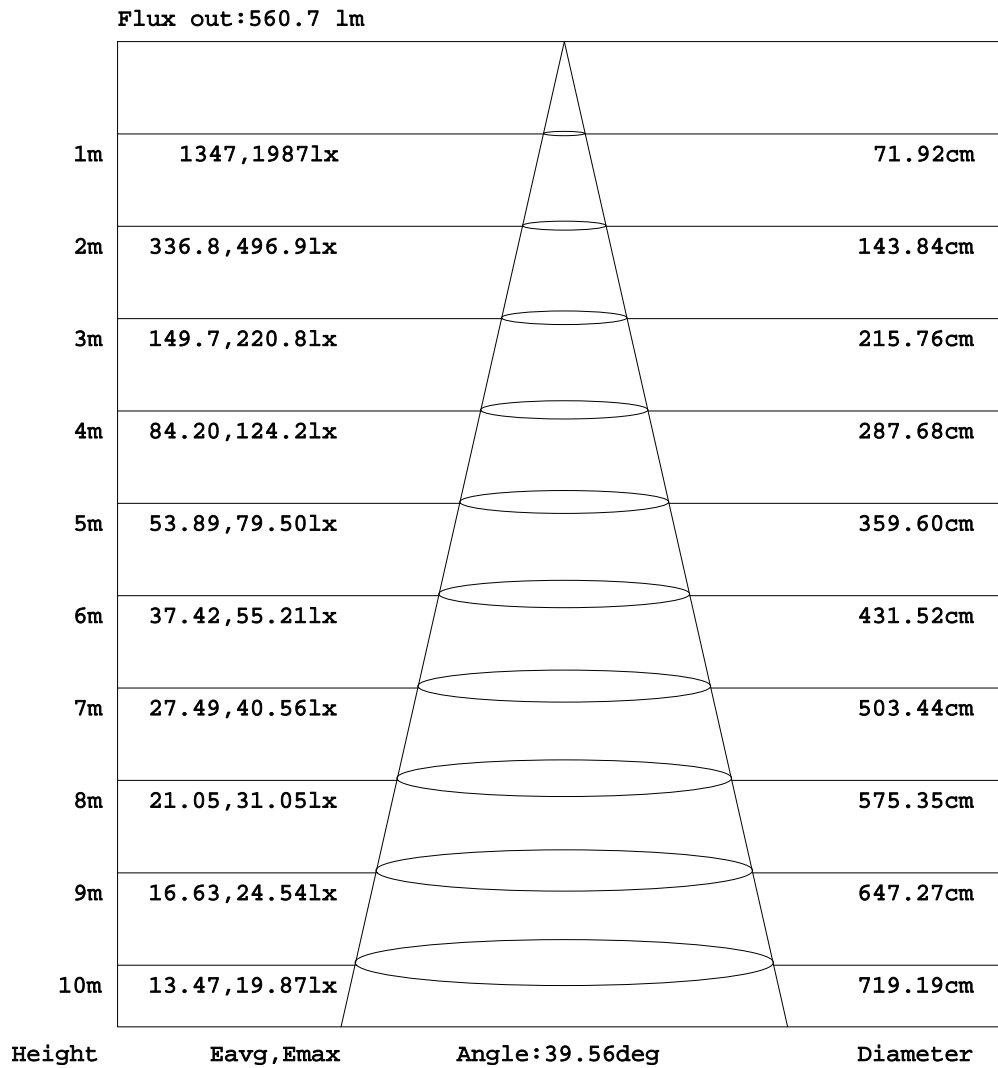 Flux out:560.7 lm
1m 1347,1987lx 71.92cm
2m 336.8,496.9lx 143.84cm
3m 149.7,220.8lx 215.76cm
4m 84.20,124.2lx 287.68cm
5m 53.89,79.50lx 359.60cm
6m 37.42,55.21lx 431.52cm
7m 27.49,40.56lx 503.44cm
8m 21.05,31.05lx 575.35cm
9m 16.63,24.54lx 647.27cm
10m 13.47,19.87lx 719.19cm
Height Eavg,Emax Angle:39.56deg Diameter